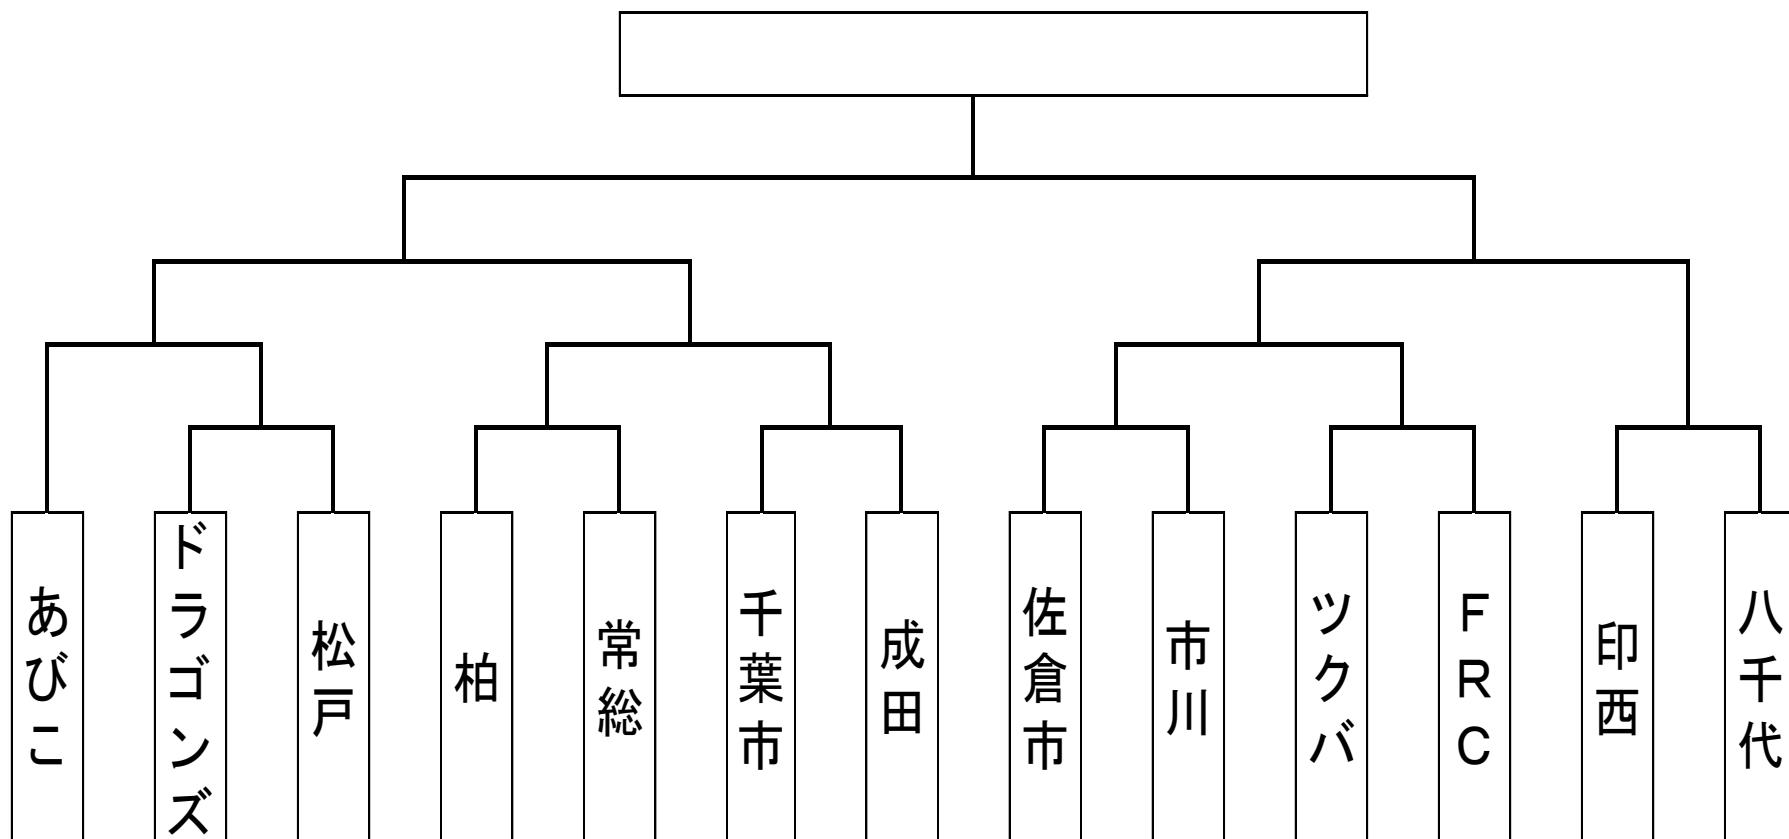 あびこ
ドラゴンズ
松戸
柏
常総
千葉市
成田
佐倉市
市川
ツクバ
ＦＲＣ
印西
八千代